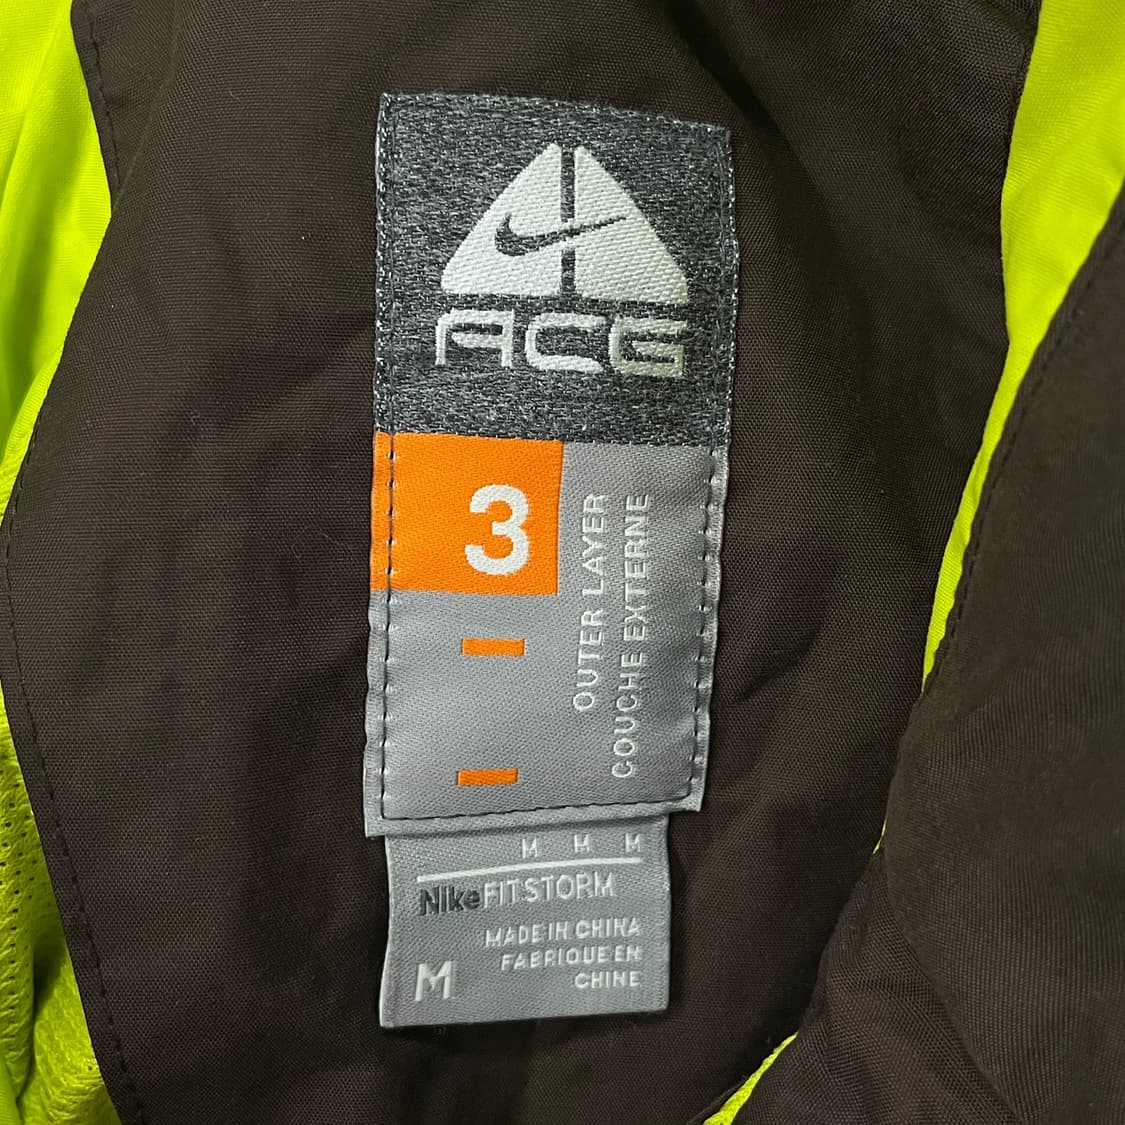 ACG
3
OUTER LAYER
COUCHE EXTERNE
M M M
NikeFITSTORM
MADE IN CHINA
FABRIQUE EN
CHINE
M